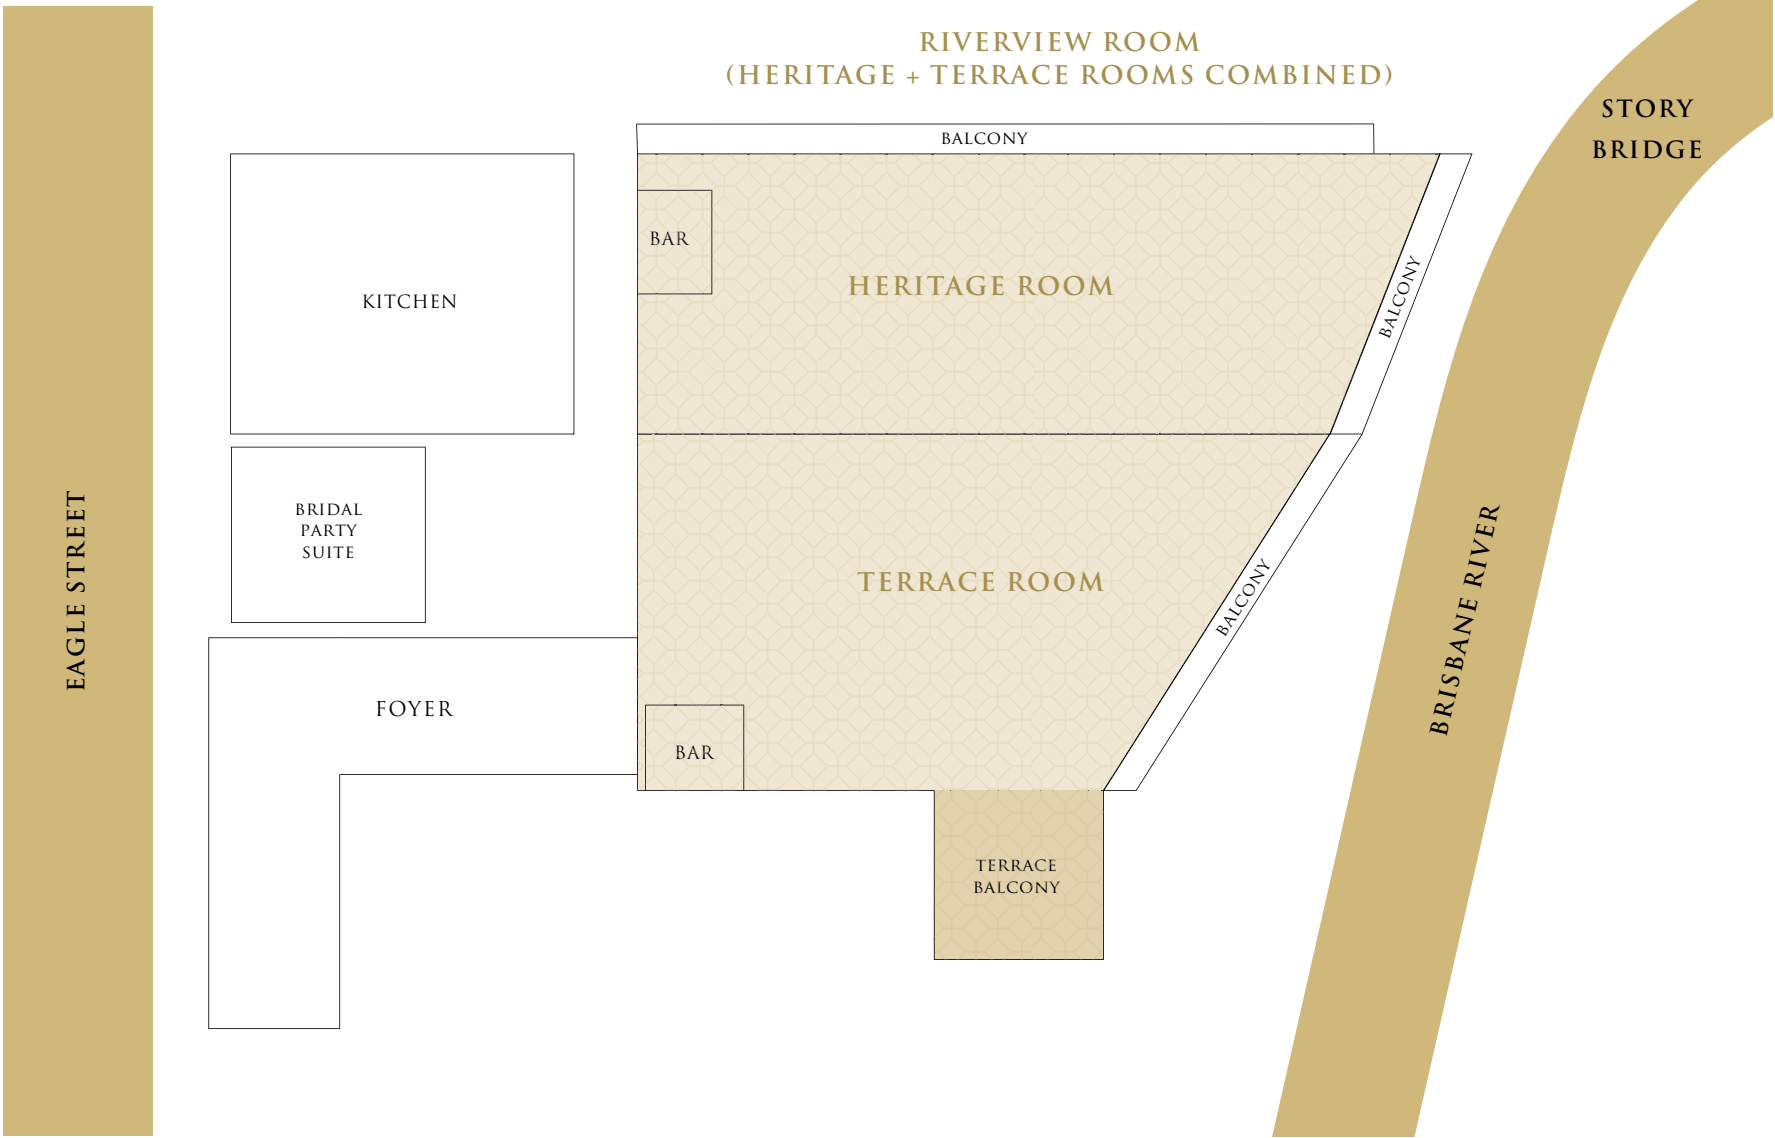 RIVERVIEW ROOM
(HERITAGE + TERRACE ROOMS COMBINED)
STORY
BRIDGE
BALCONY
BAR
HERITAGE ROOM
BALCONY
KITCHEN
BRIDAL
PARTY
SUITE
EAGLE STREET
TERRACE ROOM
BALCONY
BRISBANE RIVER
FOYER
BAR
TERRACE
BALCONY